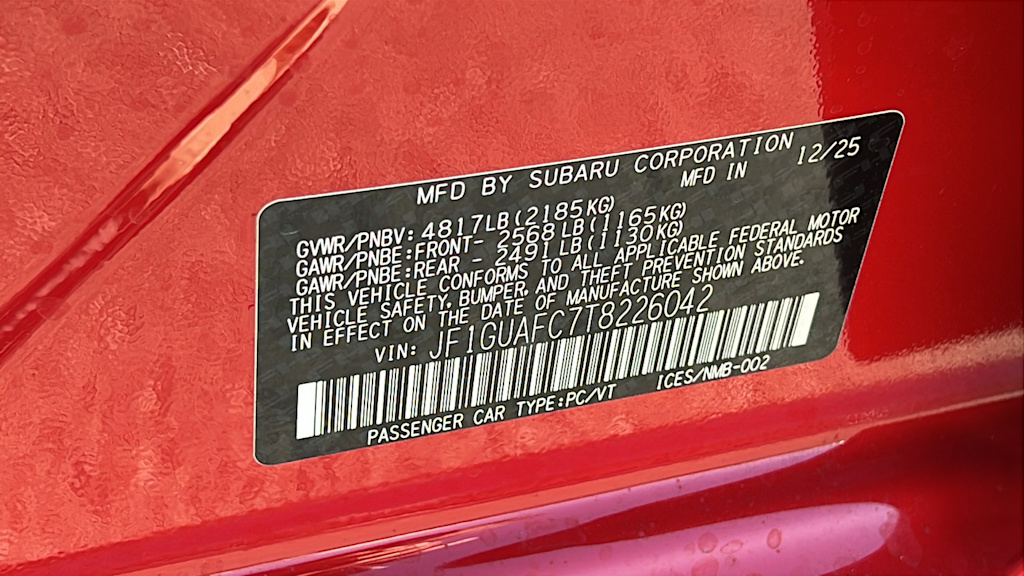 MFD BY SUBARU CORPORATION
MFD IN 12/25
GVWR/PNBV: 4817LB(2185KG)
GAWR/PNBE:FRONT- 2568LB(1165KG)
GAWR/PNBE:REAR - 2491LB(1130KG)
THIS VEHICLE CONFORMS TO ALL APPLICABLE FEDERAL MOTOR
VEHICLE SAFETY, BUMPER, AND THEFT PREVENTION STANDARDS
IN EFFECT ON THE DATE OF MANUFACTURE SHOWN ABOVE.
VIN: JF1GUAFC7T8226042
PASSENGER CAR TYPE:PC/VT ICES/NMB-002